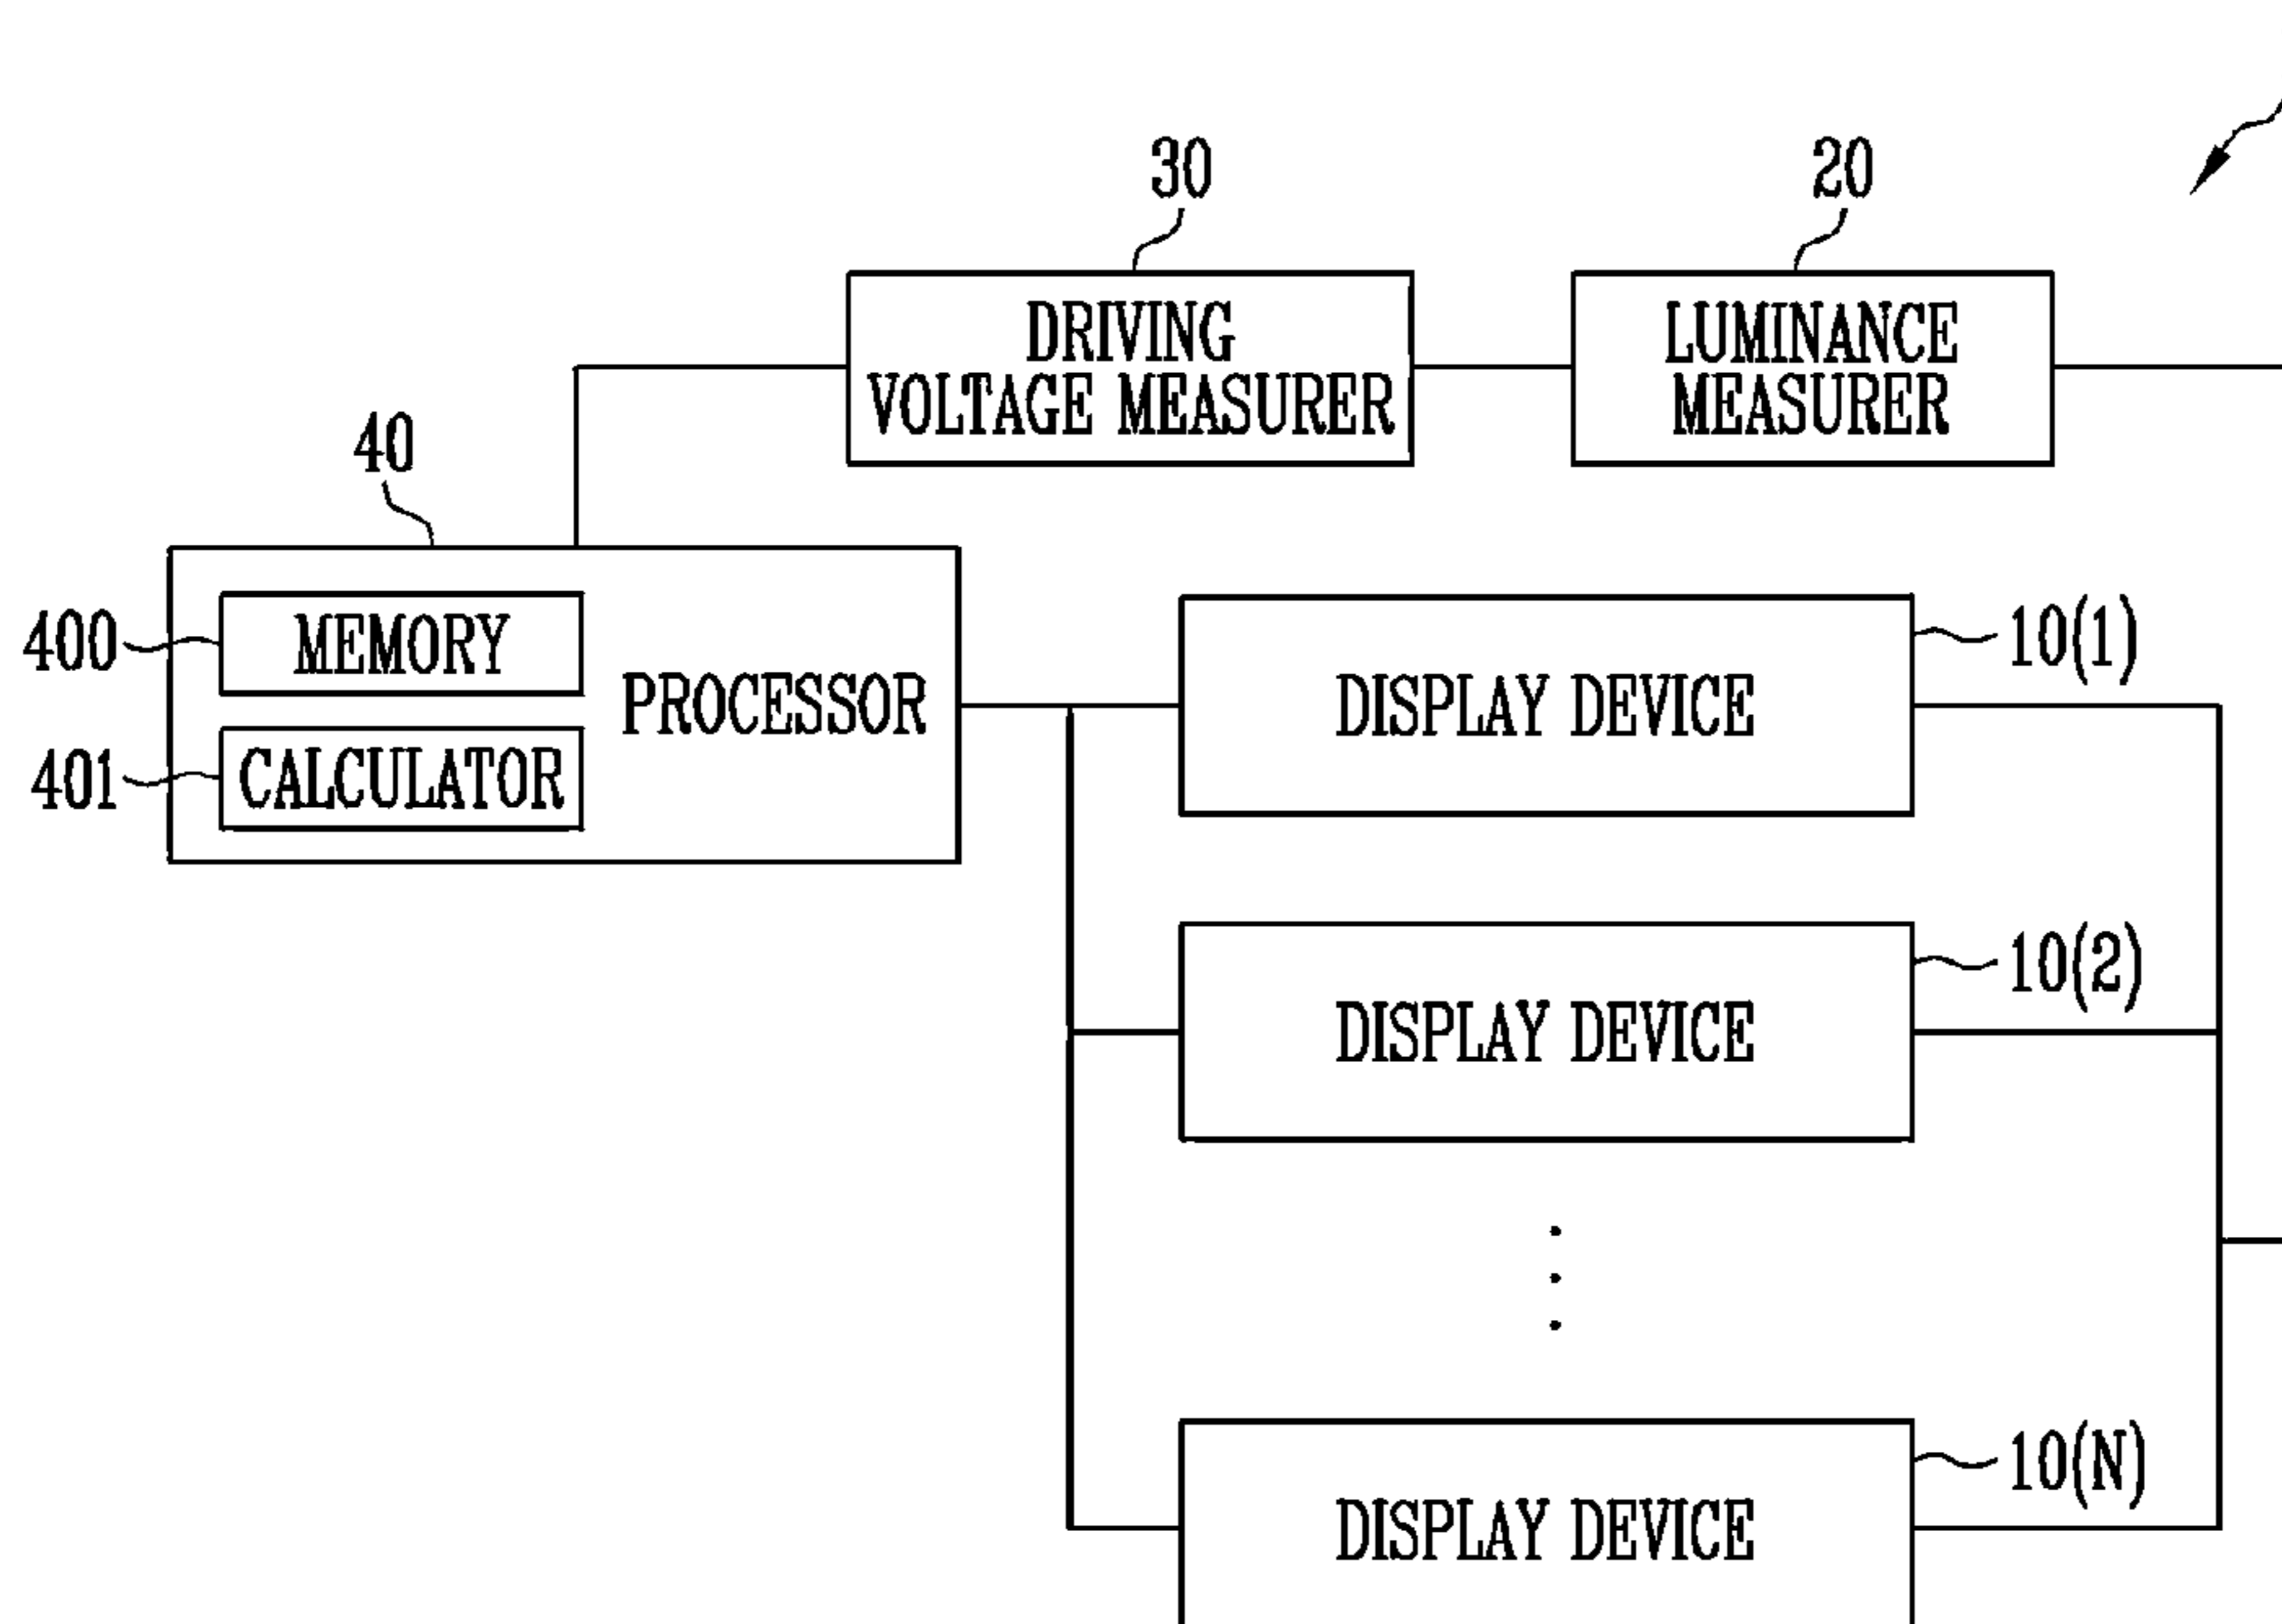 30
20
DRIVING
VOLTAGE MEASURER
LUMINANCE
MEASURER
40
400
MEMORY
PROCESSOR
401
CALCULATOR
DISPLAY DEVICE
10(1)
DISPLAY DEVICE
10(2)
DISPLAY DEVICE
10(N)